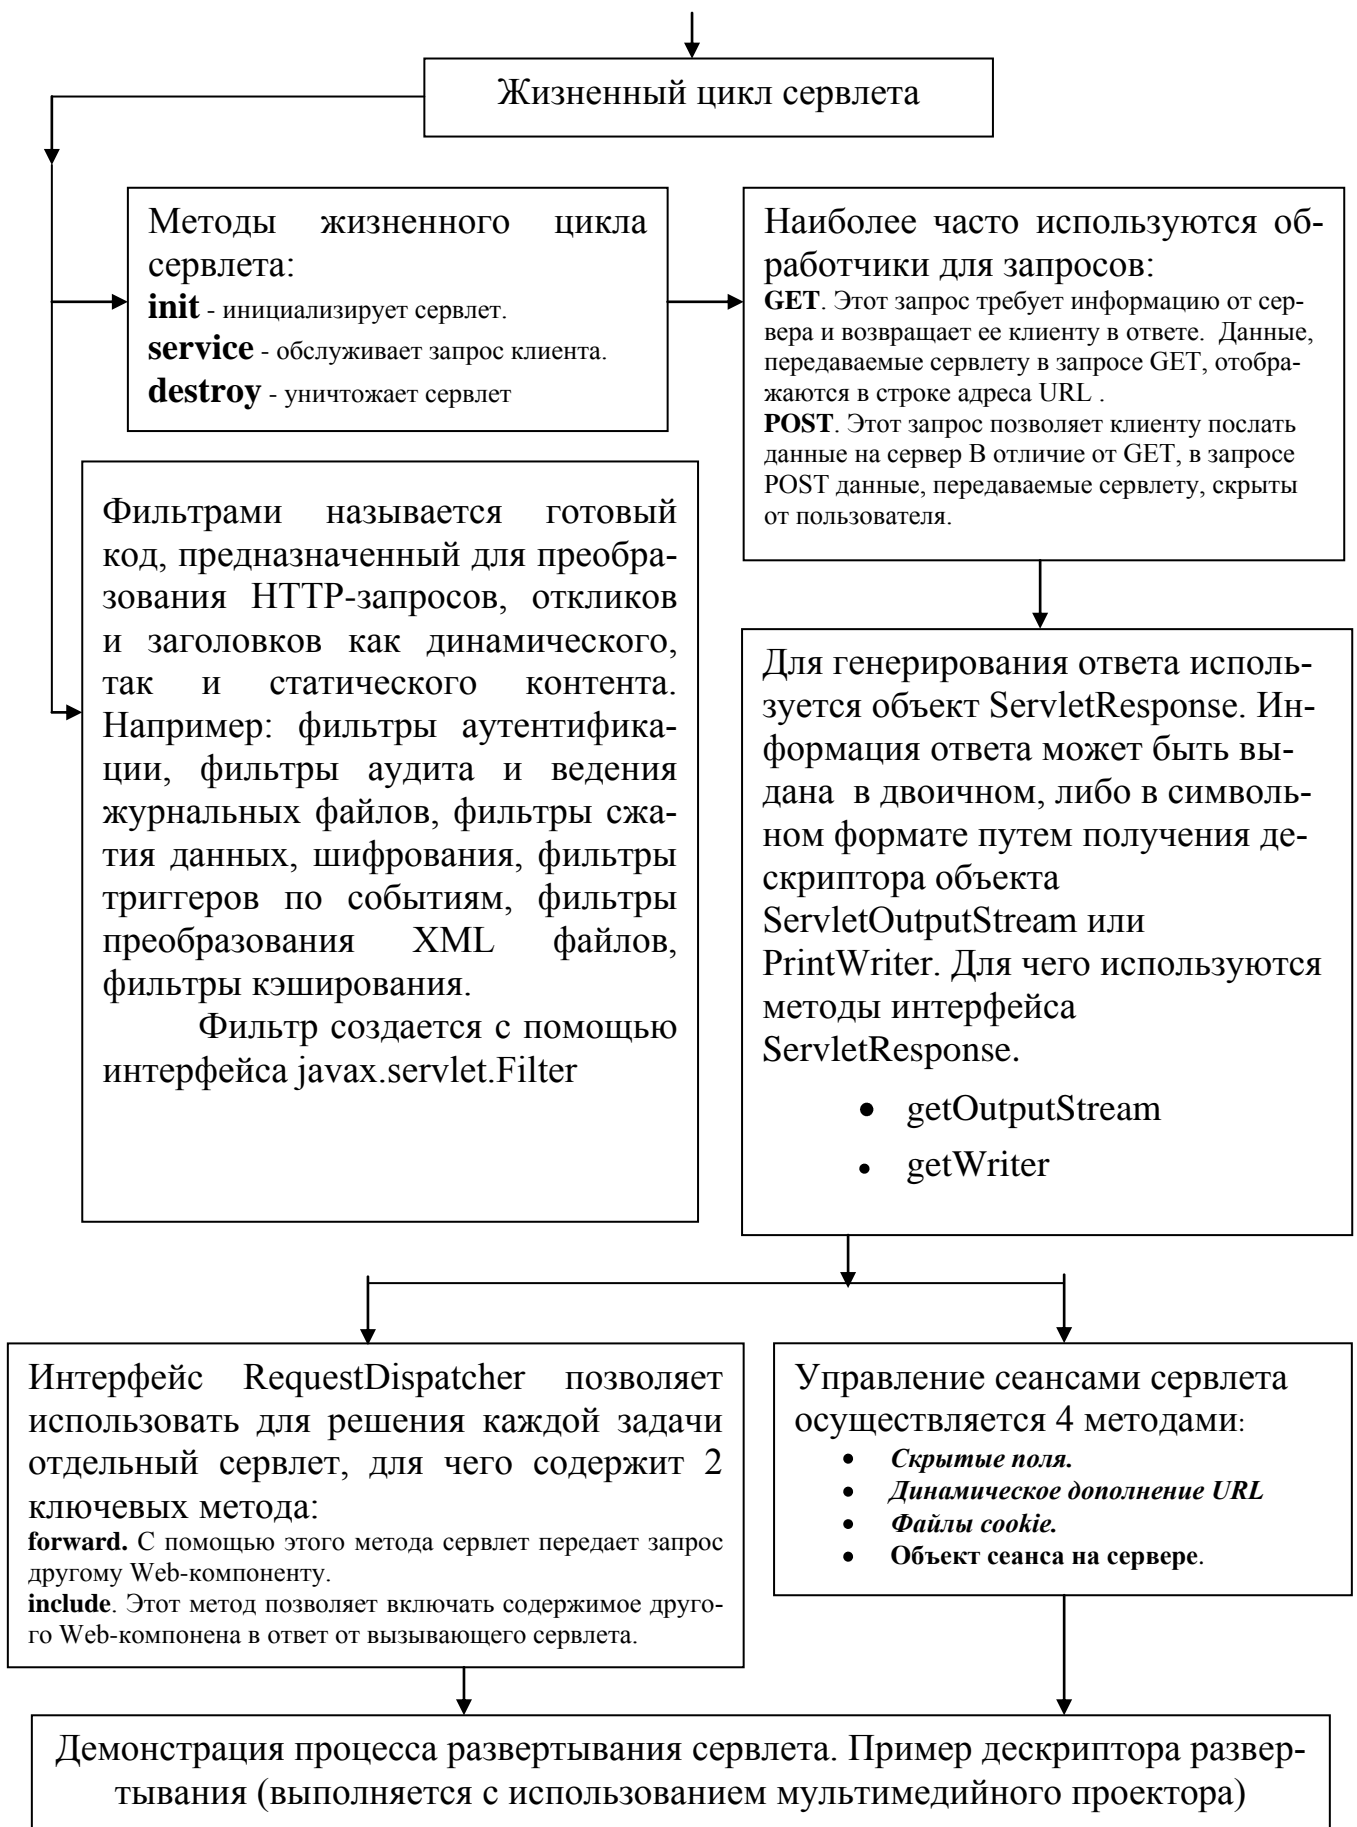 Жизненный цикл сервлета
Методы жизненного цикла
сервлета:
init - инициализирует сервлет.
service - обслуживает запрос клиента.
destroy - уничтожает сервлет
Наиболее часто используются об-
работчики для запросов:
GET. Этот запрос требует информацию от сер-
вера и возвращает ее клиенту в ответе. Данные,
передаваемые сервлету в запросе GET, отобра-
жаются в строке адреса URL .
POST. Этот запрос позволяет клиенту послать
данные на сервер В отличие от GET, в запросе
POST данные, передаваемые сервлету, скрыты
от пользователя.
Фильтрами называется готовый
код, предназначенный для преобра-
зования HTTP-запросов, откликов
и заголовков как динамического,
так и статического контента.
Например: фильтры аутентифика-
ции, фильтры аудита и ведения
журнальных файлов, фильтры сжа-
тия данных, шифрования, фильтры
триггеров по событиям, фильтры
преобразования XML файлов,
фильтры кэширования.
Фильтр создается с помощью
интерфейса javax.servlet.Filter
Для генерирования ответа исполь-
зуется объект ServletResponse. Ин-
формация ответа может быть вы-
дана в двоичном, либо в символь-
ном формате путем получения де-
скриптора объекта
ServletOutputStream или
PrintWriter. Для чего используются
методы интерфейса
ServletResponse.
• getOutputStream
• getWriter
Интерфейс RequestDispatcher позволяет
использовать для решения каждой задачи
отдельный сервлет, для чего содержит 2
ключевых метода:
forward. С помощью этого метода сервлет передает запрос
другому Web-компоненту.
include. Этот метод позволяет включать содержимое друго-
го Web-компонена в ответ от вызывающего сервлета.
Управление сеансами сервлета
осуществляется 4 методами:
• Скрытые поля.
• Динамическое дополнение URL
• Файлы cookie.
• Объект сеанса на сервере.
Демонстрация процесса развертывания сервлета. Пример дескриптора развер-
тывания (выполняется с использованием мультимедийного проектора)